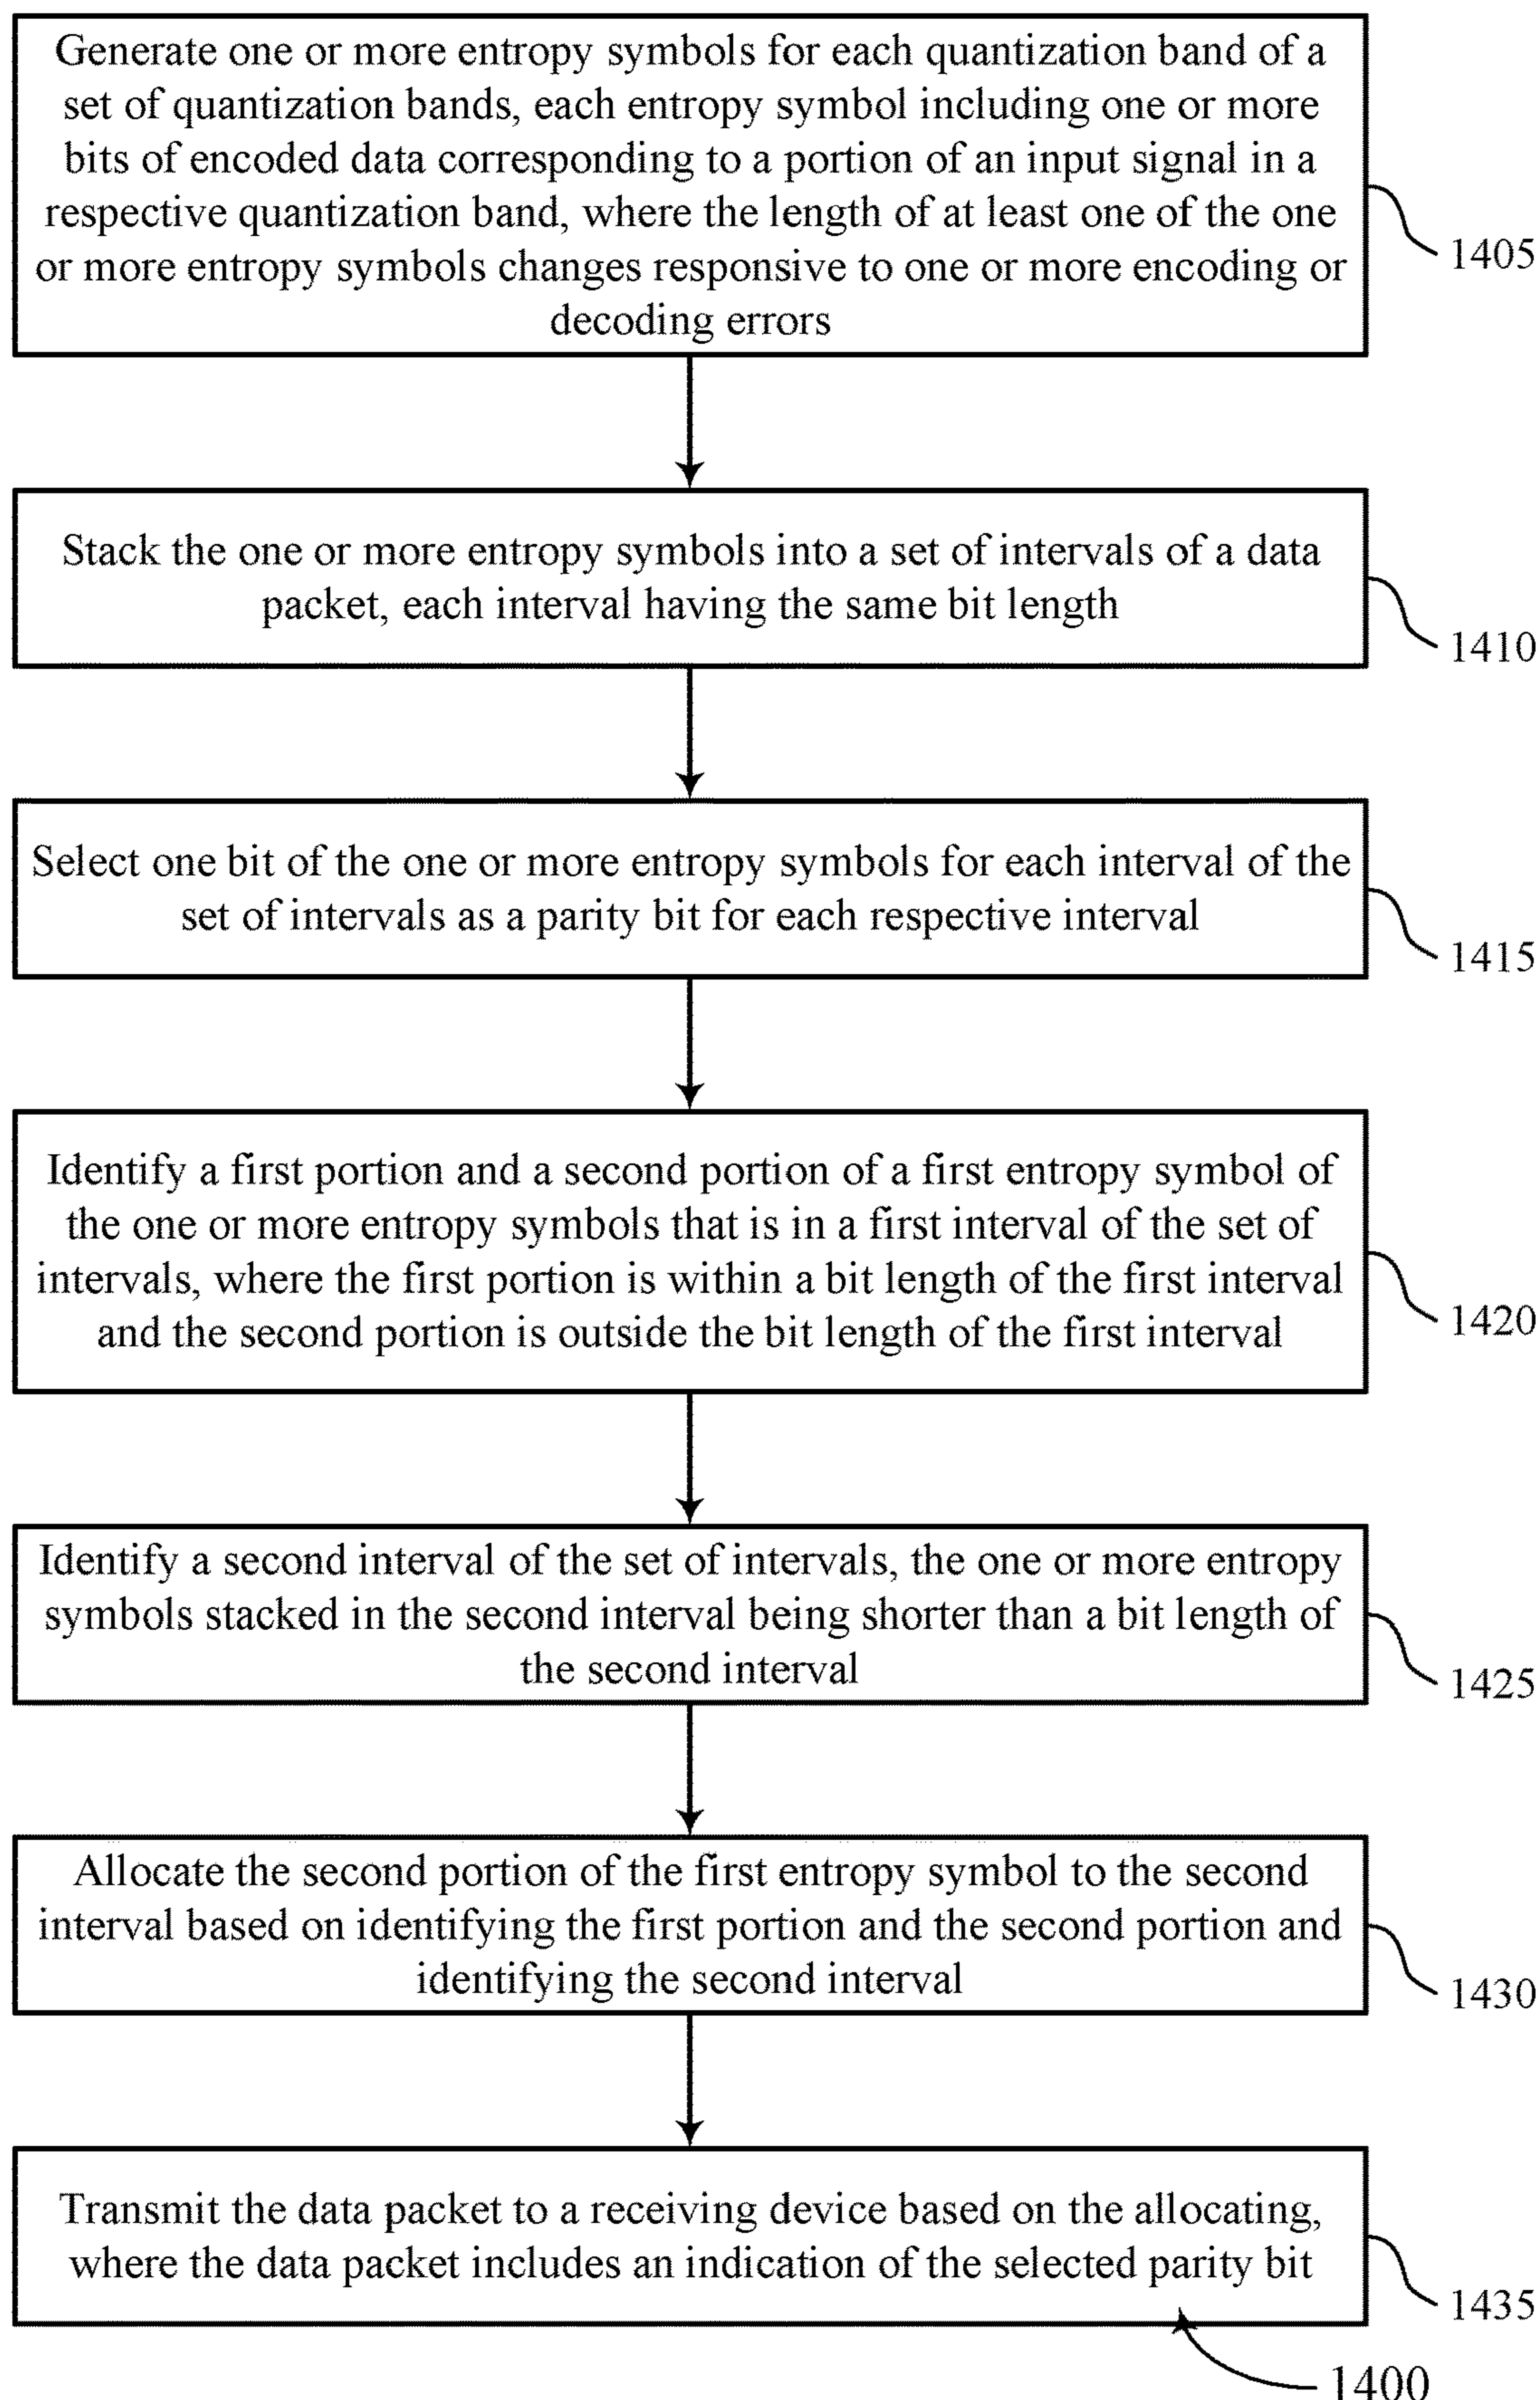 Generate one or more entropy symbols for each quantization band of a
set of quantization bands, each entropy symbol including one or more
bits of encoded data corresponding to a portion of an input signal in a
respective quantization band, where the length of at least one of the one
or more entropy symbols changes responsive to one or more encoding or
decoding errors
1405
Stack the one or more entropy symbols into a set of intervals of a data
packet, each interval having the same bit length
1410
Select one bit of the one or more entropy symbols for each interval of the
set of intervals as a parity bit for each respective interval
1415
Identify a first portion and a second portion of a first entropy symbol of
the one or more entropy symbols that is in a first interval of the set of
intervals, where the first portion is within a bit length of the first interval
and the second portion is outside the bit length of the first interval
1420
Identify a second interval of the set of intervals, the one or more entropy
symbols stacked in the second interval being shorter than a bit length of
the second interval
1425
Allocate the second portion of the first entropy symbol to the second
interval based on identifying the first portion and the second portion and
identifying the second interval
1430
Transmit the data packet to a receiving device based on the allocating,
where the data packet includes an indication of the selected parity bit
1435
1400